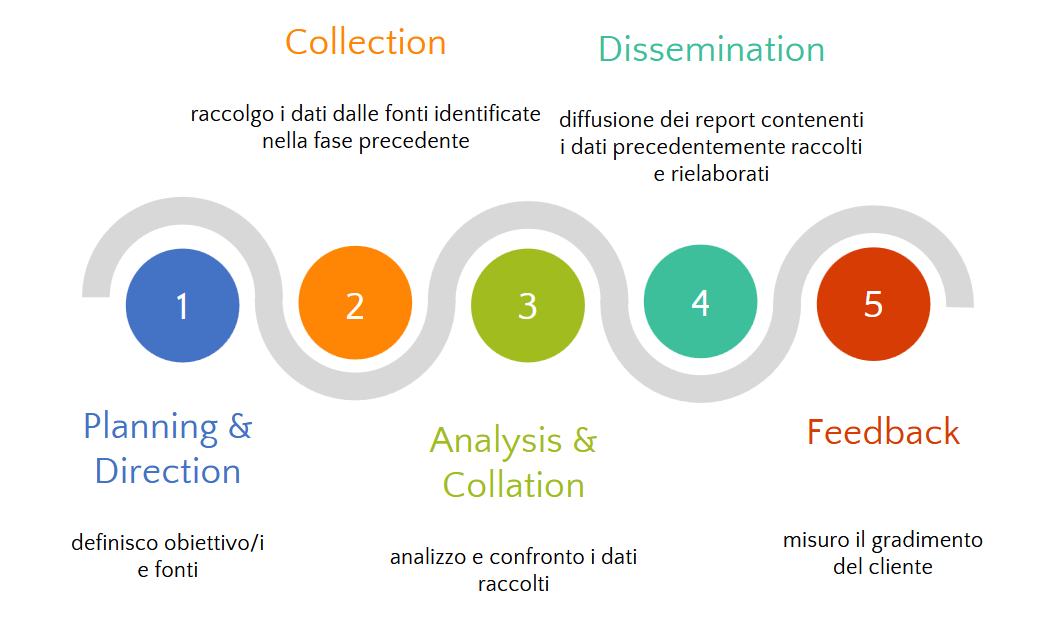 Collection
raccolgo i dati dalle fonti identificate
nella fase precedente
Dissemination
diffusione dei report contenenti
i dati precedentemente raccolti
e rielaborati
1
2
3
4
5
Planning &
Direction
definisco obiettivo/i
e fonti
Analysis &
Collation
analizzo e confronto i dati
raccolti
Feedback
misuro il gradimento
del cliente